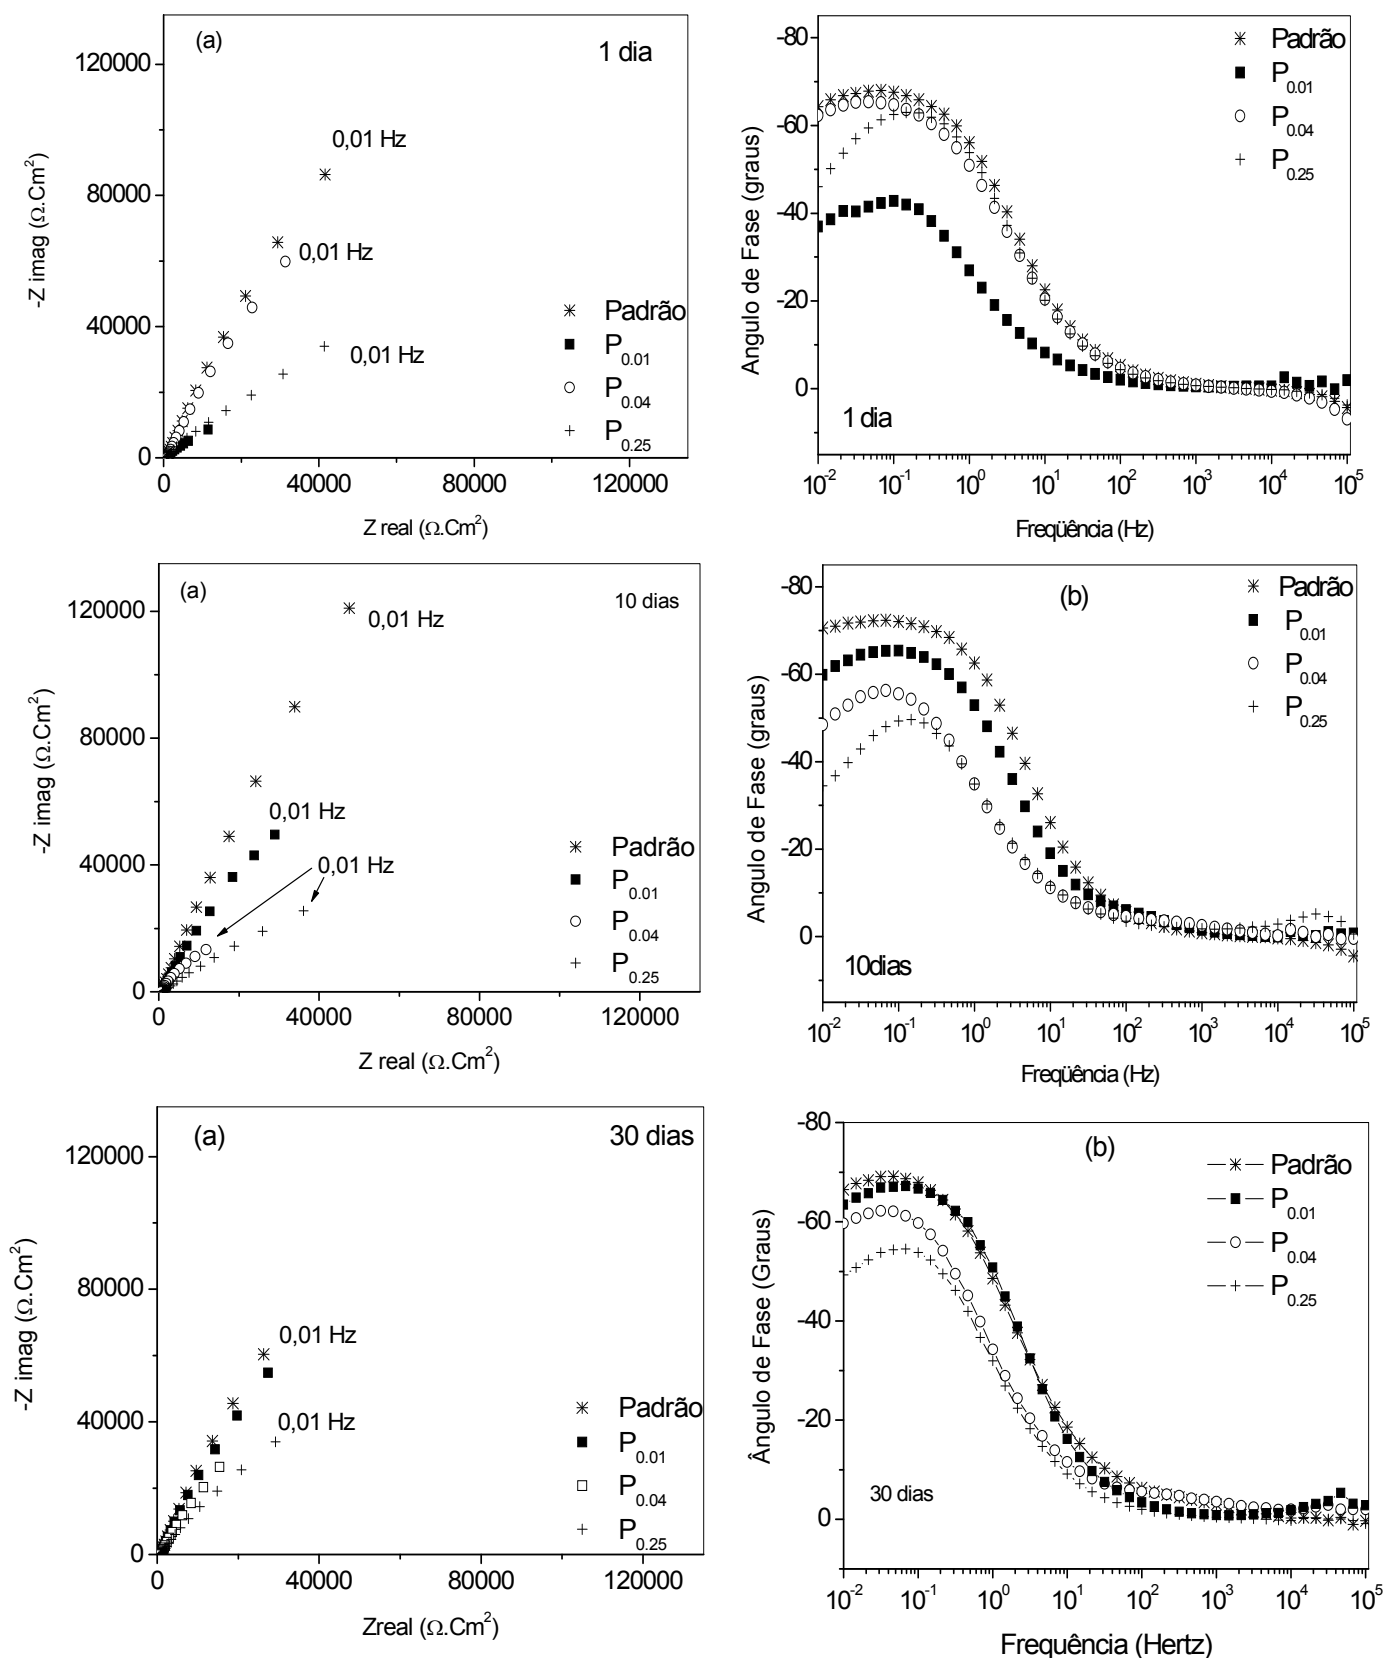 (a)
1 dia
120000
80000
40000
0
-Z imag (Ω.Cm²)
0,01 Hz
0,01 Hz
0,01 Hz
Padrão
P0.01
P0.04
P0.25
0 40000 80000 120000
Z real (Ω.Cm²)
-80
-60
-40
-20
0
Angulo de Fase (graus)
Padrão
P0.01
P0.04
P0.25
1 dia
10⁻² 10⁻¹ 10⁰ 10¹ 10² 10³ 10⁴ 10⁵
Freqüência (Hz)
(a)
10 dias
120000
80000
40000
0
-Z imag (Ω.Cm²)
0,01 Hz
0,01 Hz
0,01 Hz
Padrão
P0.01
P0.04
P0.25
0 40000 80000 120000
Z real (Ω.Cm²)
(b)
-80
-60
-40
-20
0
Angulo de Fase (graus)
Padrão
P0.01
P0.04
P0.25
10dias
10⁻² 10⁻¹ 10⁰ 10¹ 10² 10³ 10⁴ 10⁵
Freqüência (Hz)
(a)
30 dias
120000
80000
40000
0
-Z imag (Ω.Cm²)
0,01 Hz
0,01 Hz
Padrão
P0.01
P0.04
P0.25
0 40000 80000 120000
Zreal (Ω.Cm²)
(b)
-80
-60
-40
-20
0
Ângulo de Fase (Graus)
Padrão
P0.01
P0.04
P0.25
30 dias
10⁻² 10⁻¹ 10⁰ 10¹ 10² 10³ 10⁴ 10⁵
Frequência (Hertz)